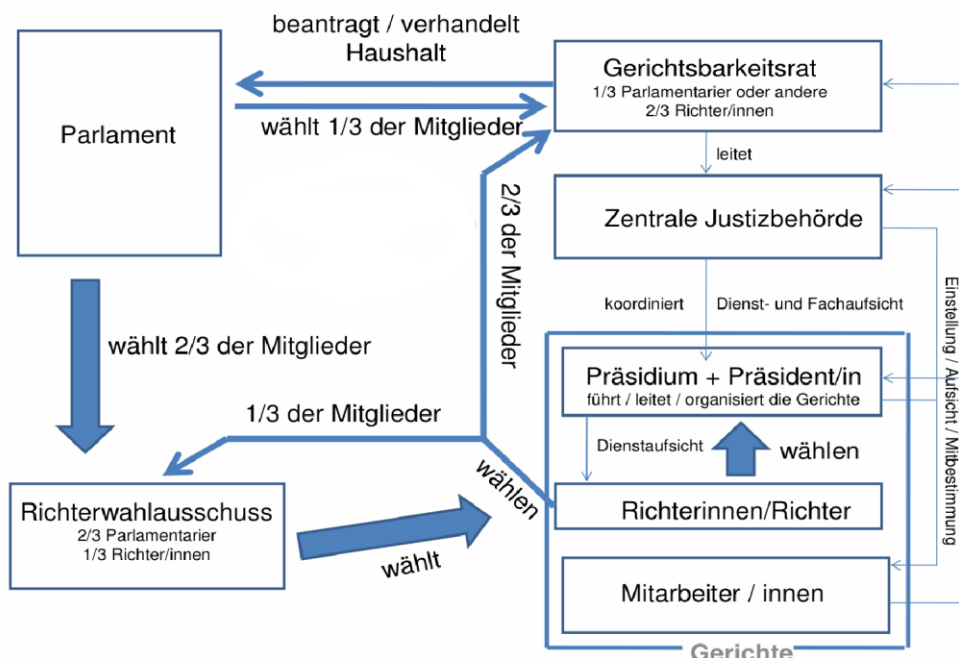 beantragt / verhandelt
Haushalt
Parlament
Gerichtsbarkeitsrat
1/3 Parlamentarier oder andere
2/3 Richter/innen
wählt 1/3 der Mitglieder
leitet
2/3 der Mitglieder
Zentrale Justizbehörde
koordiniert
Dienst- und Fachaufsicht
Einstellung / Aufsicht / Mitbestimmung
wählt 2/3 der Mitglieder
Präsidium + Präsident/in
führt / leitet / organisiert die Gerichte
1/3 der Mitglieder
Dienstaufsicht
wählen
wählen
Richterwahlausschuss
2/3 Parlamentarier
1/3 Richter/innen
Richterinnen/Richter
wählt
Mitarbeiter / innen
Gerichte